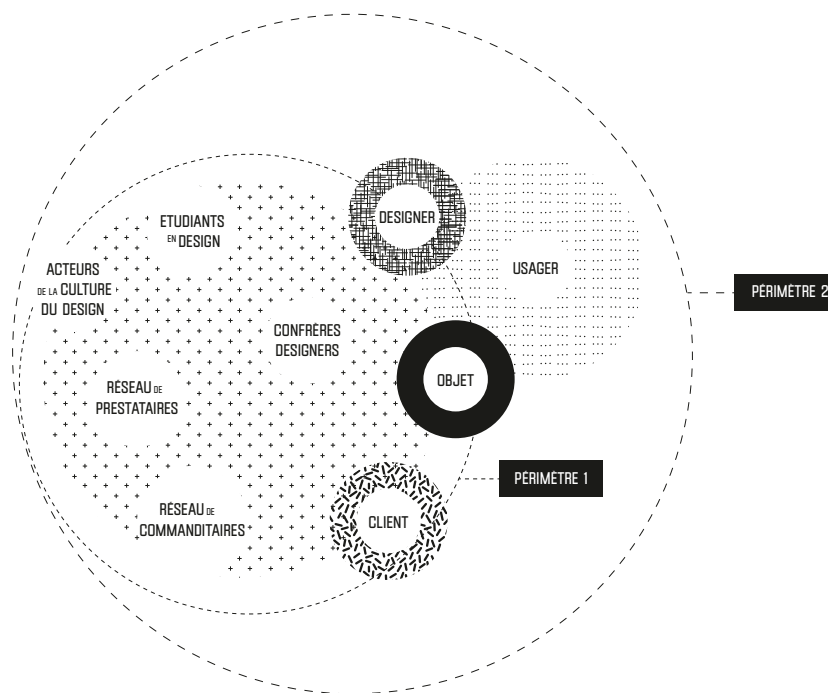 DESIGNER
ETUDIANTS
EN DESIGN
USAGER
ACTEURS
DE LA CULTURE
DU DESIGN
PÉRIMÈTRE 2
CONFRÈRES
DESIGNERS
OBJET
RÉSEAU DE
PRESTATAIRES
PÉRIMÈTRE 1
RÉSEAU DE
COMMANDITAIRES
CLIENT